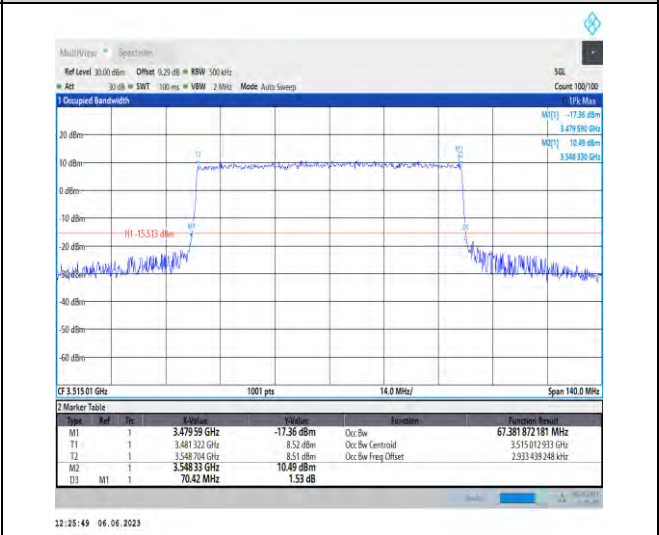 MultiView Spectrum
Ref Level 30.00 dBm Offset 9.29 dB RBW 500 kHz SGL
Att 30 dB SWT 100 ms VBW 2 MHz Mode Auto Sweep Count 100/100
1 Occupied Bandwidth 1Pk Max
M1[1] -17.36 dBm
3.479 590 GHz
M2[1] 10.49 dBm
3.548 330 GHz
20 dBm
10 dBm
0 dBm
-10 dBm
H1 -15.513 dBm
M1
-20 dBm
-30 dBm
-40 dBm
-50 dBm
-60 dBm
CF 3.515 01 GHz 1001 pts 14.0 MHz/ Span 140.0 MHz
2 Marker Table
Type Ref Trc X-Value Y-Value Function Function Result
M1 1 3.479 59 GHz -17.36 dBm Occ Bw 67.381 872 181 MHz
T1 1 3.481 322 GHz 8.52 dBm Occ Bw Centroid 3.515 012 933 GHz
T2 1 3.548 704 GHz 8.51 dBm Occ Bw Freq Offset 2.933 439 248 kHz
M2 1 3.548 33 GHz 10.49 dBm
D3 M1 1 70.42 MHz 1.53 dB
12:25:49 06.06.2023